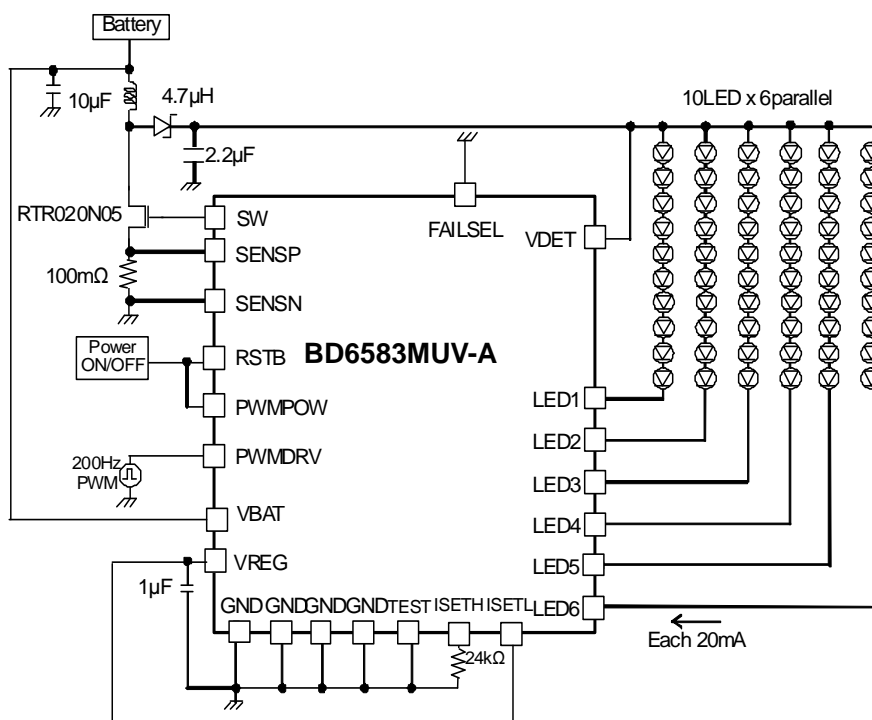 Battery
10µF
4.7µH
10LED x 6parallel
2.2µF
RTR020N05
SW
FAILSEL
VDET
SENSP
100mΩ
SENSN
Power
ON/OFF
RSTB
BD6583MUV-A
PWMPOW
LED1
200Hz
PWM
PWMDRV
LED2
LED3
VBAT
LED4
VREG
LED5
1µF
GND GND GND GND TEST ISETH ISETL
LED6
24kΩ
Each 20mA